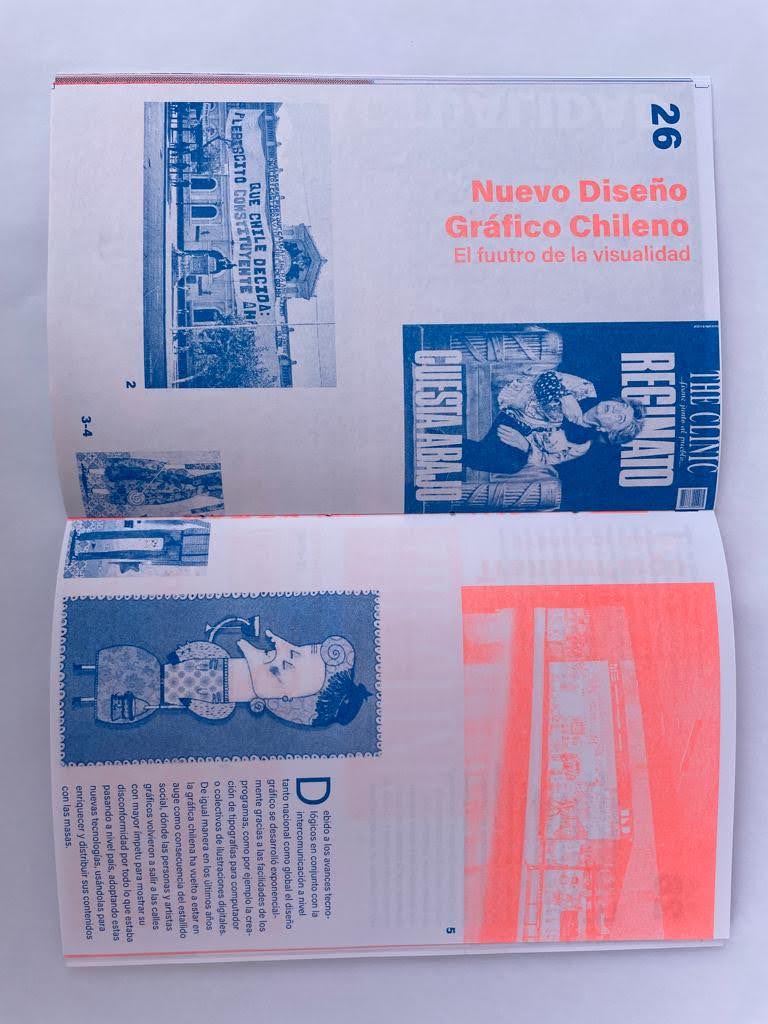 26
Nuevo Diseño
Gráfico Chileno
El fuutro de la visualidad
THE CLINIC
...firme junto al pueblo...
REGINATO
CUESTA ABAJO
QUE CHILE DECIDA:
PLEBISCITO CONSTITUYENTE AH
2
3-4
5
Debido a los avances tecno-
lógicos en conjunto con la
intercomunicación a nivel
tanto nacional como global el diseño
gráfico se desarrolló exponencial-
mente gracias a las facilidades de los
programas, como por ejemplo la crea-
ción de tipografías para computador
o colectivos de ilustraciones digitales.
De igual manera en los últimos años
la gráfica chilena ha vuelto a estar en
auge como consecuencia del estallido
social, dónde las personas y artistas
gráficos volvieron a salir a las calles
con mayor ímpetu para mostrar su
disconformidad por todo lo que estaba
pasando a nivel país, adoptando estas
nuevas tecnologías, usándolas para
enriquecer y distribuir sus contenidos
con las masas.